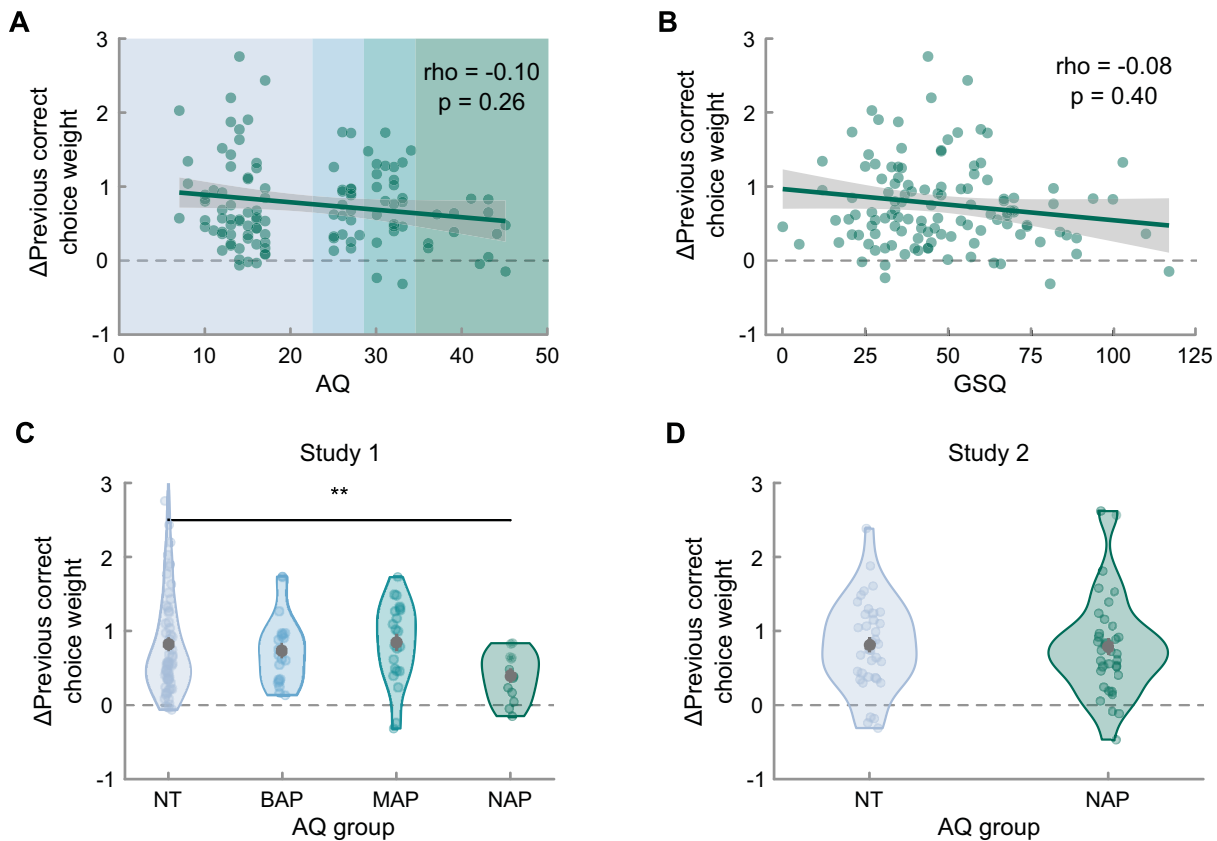 A
ΔPrevious correct
choice weight
3
2
1
0
-1
rho = -0.10
p = 0.26
0
10
20
30
40
50
AQ
B
ΔPrevious correct
choice weight
3
2
1
0
-1
rho = -0.08
p = 0.40
0
25
50
75
100
125
GSQ
C
Study 1
ΔPrevious correct
choice weight
3
2
1
0
-1
**
NT
BAP
MAP
NAP
AQ group
D
Study 2
ΔPrevious correct
choice weight
3
2
1
0
-1
NT
NAP
AQ group